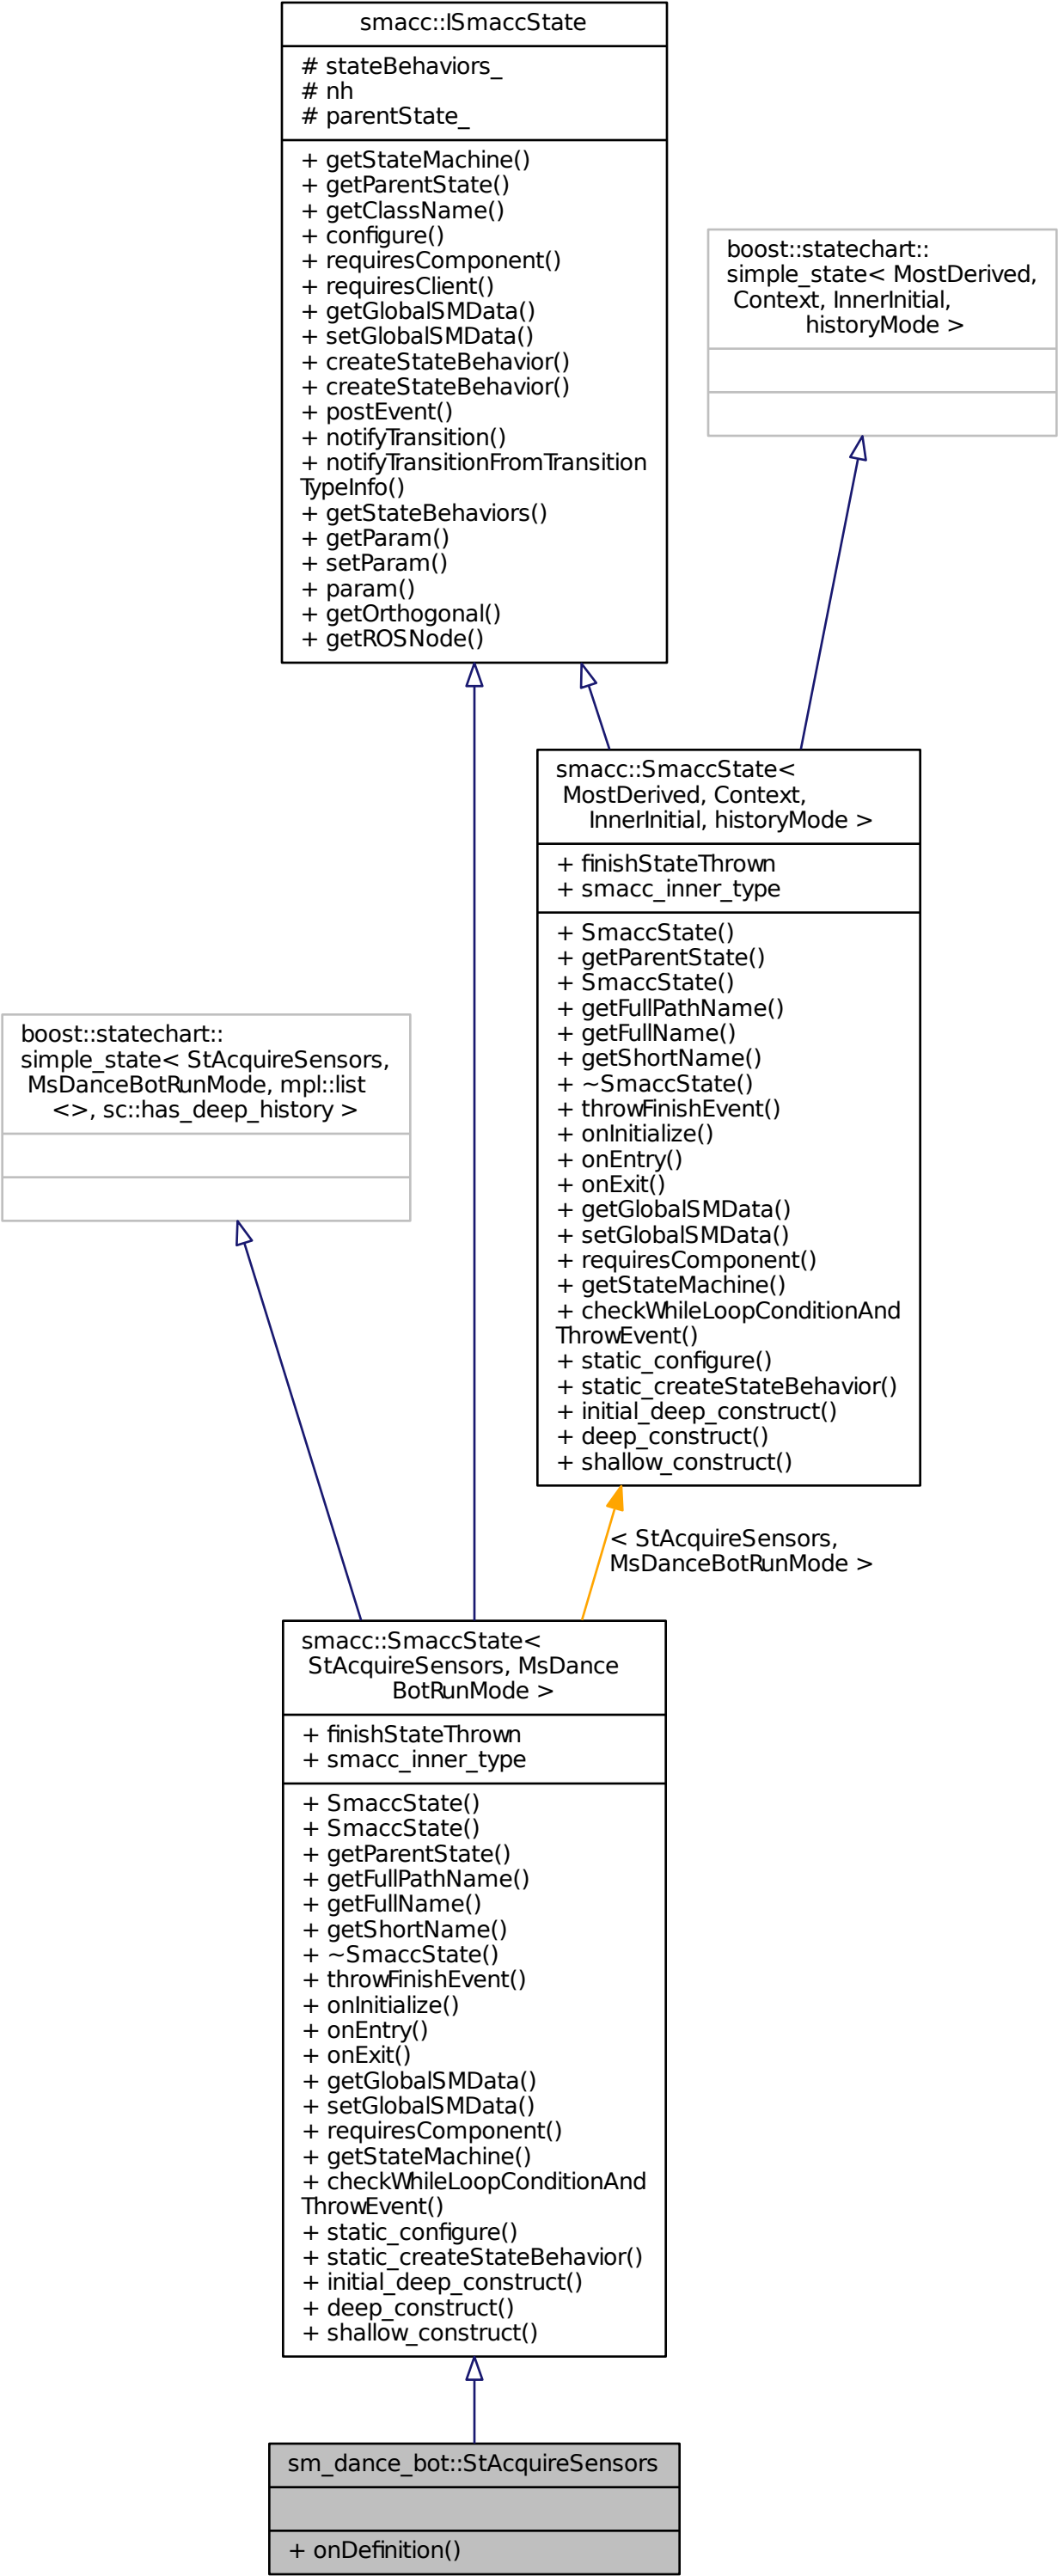 smacc::ISmaccState
# stateBehaviors_
# nh
# parentState_
+ getStateMachine()
+ getParentState()
+ getClassName()
+ configure()
+ requiresComponent()
+ requiresClient()
+ getGlobalSMData()
+ setGlobalSMData()
+ createStateBehavior()
+ createStateBehavior()
+ postEvent()
+ notifyTransition()
+ notifyTransitionFromTransition
TypeInfo()
+ getStateBehaviors()
+ getParam()
+ setParam()
+ param()
+ getOrthogonal()
+ getROSNode()
boost::statechart::
simple_state< MostDerived,
Context, InnerInitial,
historyMode >
smacc::SmaccState<
MostDerived, Context,
InnerInitial, historyMode >
+ finishStateThrown
+ smacc_inner_type
+ SmaccState()
+ getParentState()
+ SmaccState()
+ getFullPathName()
+ getFullName()
+ getShortName()
+ ~SmaccState()
+ throwFinishEvent()
+ onInitialize()
+ onEntry()
+ onExit()
+ getGlobalSMData()
+ setGlobalSMData()
+ requiresComponent()
+ getStateMachine()
+ checkWhileLoopConditionAnd
ThrowEvent()
+ static_configure()
+ static_createStateBehavior()
+ initial_deep_construct()
+ deep_construct()
+ shallow_construct()
boost::statechart::
simple_state< StAcquireSensors,
MsDanceBotRunMode, mpl::list
<>, sc::has_deep_history >
< StAcquireSensors,
MsDanceBotRunMode >
smacc::SmaccState<
StAcquireSensors, MsDance
BotRunMode >
+ finishStateThrown
+ smacc_inner_type
+ SmaccState()
+ SmaccState()
+ getParentState()
+ getFullPathName()
+ getFullName()
+ getShortName()
+ ~SmaccState()
+ throwFinishEvent()
+ onInitialize()
+ onEntry()
+ onExit()
+ getGlobalSMData()
+ setGlobalSMData()
+ requiresComponent()
+ getStateMachine()
+ checkWhileLoopConditionAnd
ThrowEvent()
+ static_configure()
+ static_createStateBehavior()
+ initial_deep_construct()
+ deep_construct()
+ shallow_construct()
sm_dance_bot::StAcquireSensors
+ onDefinition()